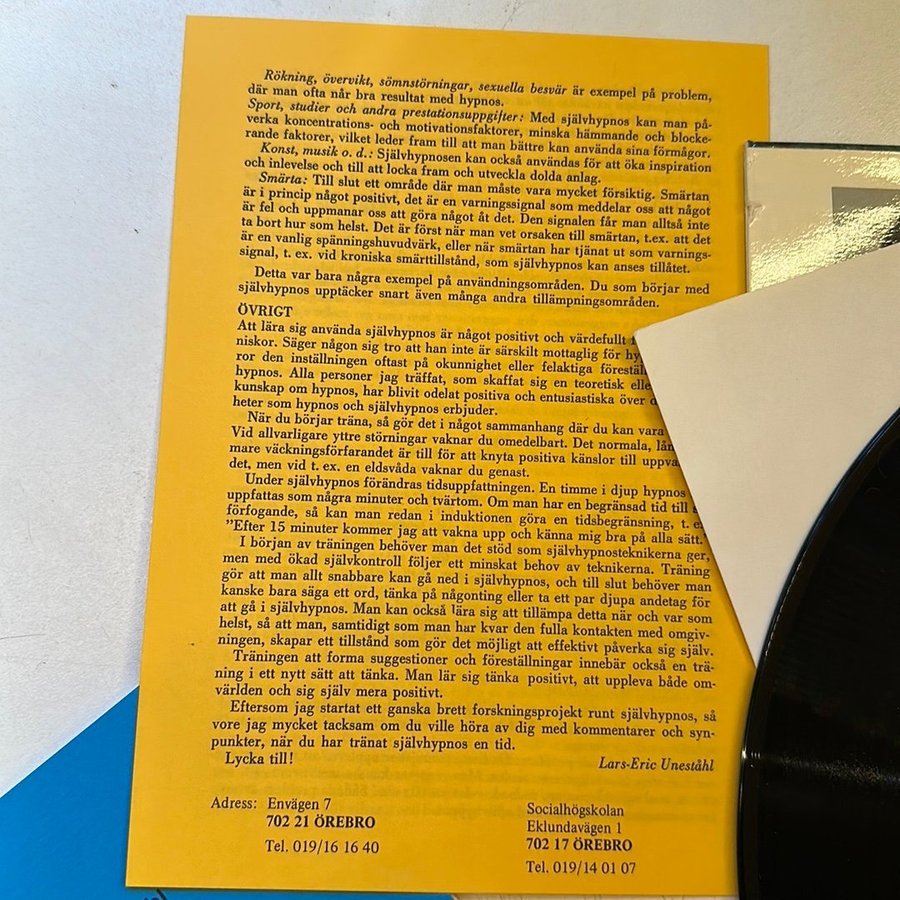 Rökning, övervikt, sömnstörningar, sexuella besvär är exempel på problem,
där man ofta når bra resultat med hypnos.
Sport, studier och andra prestationsuppgifter: Med självhypnos kan man på-
verka koncentrations- och motivationsfaktorer, minska hämmande och blocke-
rande faktorer, vilket leder fram till att man bättre kan använda sina förmågor.
Konst, musik o. d.: Självhypnosen kan också användas för att öka inspiration
och inlevelse och till att locka fram och utveckla dolda anlag.
Smärta: Till slut ett område där man måste vara mycket försiktig. Smärtan
är i princip något positivt, det är en varningssignal som meddelar oss att något
är fel och uppmanar oss att göra något åt det. Den signalen får man alltså inte
ta bort hur som helst. Det är först när man vet orsaken till smärtan, t.ex. att det
är en vanlig spänningshuvudvärk, eller när smärtan har tjänat ut som varnings-
signal, t. ex. vid kroniska smärttillstånd, som självhypnos kan anses tillåtet.
Detta var bara några exempel på användningsområden. Du som börjar med
självhypnos upptäcker snart även många andra tillämpningsområden.
ÖVRIGT
Att lära sig använda självhypnos är något positivt och värdefullt
niskor. Säger någon sig tro att han inte är särskilt mottaglig för
ror den inställningen oftast på okunnighet eller felaktiga
hypnos. Alla personer jag träffat, som skaffat sig en teoretisk
kunskap om hypnos, har blivit odelat positiva och entusiastiska över
heter som hypnos och självhypnos erbjuder.
När du börjar träna, så gör det i något sammanhang där du kan vara
Vid allvarligare yttre störningar vaknar du omedelbart. Det normala,
mare väckningsförfarandet är till för att knyta positiva känslor till
det, men vid t. ex. en eldsvåda vaknar du genast.
Under självhypnos förändras tidsuppfattningen. En timme i djup hypnos
uppfattas som några minuter och tvärtom. Om man har en begränsad tid till
förfogande, så kan man redan i induktionen göra en tidsbegränsning, t.
"Efter 15 minuter kommer jag att vakna upp och känna mig bra på alla sätt.
I början av träningen behöver man det stöd som självhypnosteknikerna ger,
men med ökad självkontroll följer ett minskat behov av teknikerna. Träning
gör att man allt snabbare kan gå ned i självhypnos, och till slut behöver man
kanske bara säga ett ord, tänka på någonting eller ta ett par djupa andetag för
att gå i självhypnos. Man kan också lära sig att tillämpa detta när och var som
helst, så att man, samtidigt som man har kvar den fulla kontakten med omgiv-
ningen, skapar ett tillstånd som gör det möjligt att effektivt påverka sig själv.
Träningen att forma suggestioner och föreställningar innebär också en trä-
ning i ett nytt sätt att tänka. Man lär sig tänka positivt, att uppleva både om-
världen och sig själv mera positivt.
Eftersom jag startat ett ganska brett forskningsprojekt runt självhypnos, så
vore jag mycket tacksam om du ville höra av dig med kommentarer och syn-
punkter, när du har tränat självhypnos en tid.
Lycka till!
Lars-Eric Uneståhl
Adress: Envägen 7
702 21 ÖREBRO
Tel. 019/16 16 40
Socialhögskolan
Eklundavägen 1
702 17 ÖREBRO
Tel. 019/14 01 07